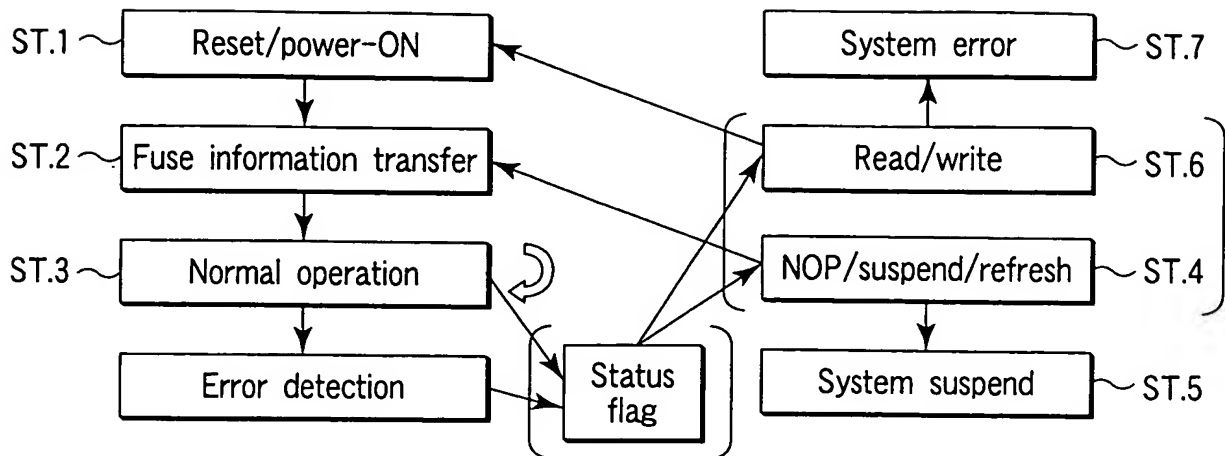 ST.1
Reset/power-ON
ST.2
Fuse information transfer
ST.3
Normal operation
Error detection
Status
flag
System error
ST.7
Read/write
ST.6
NOP/suspend/refresh
ST.4
System suspend
ST.5